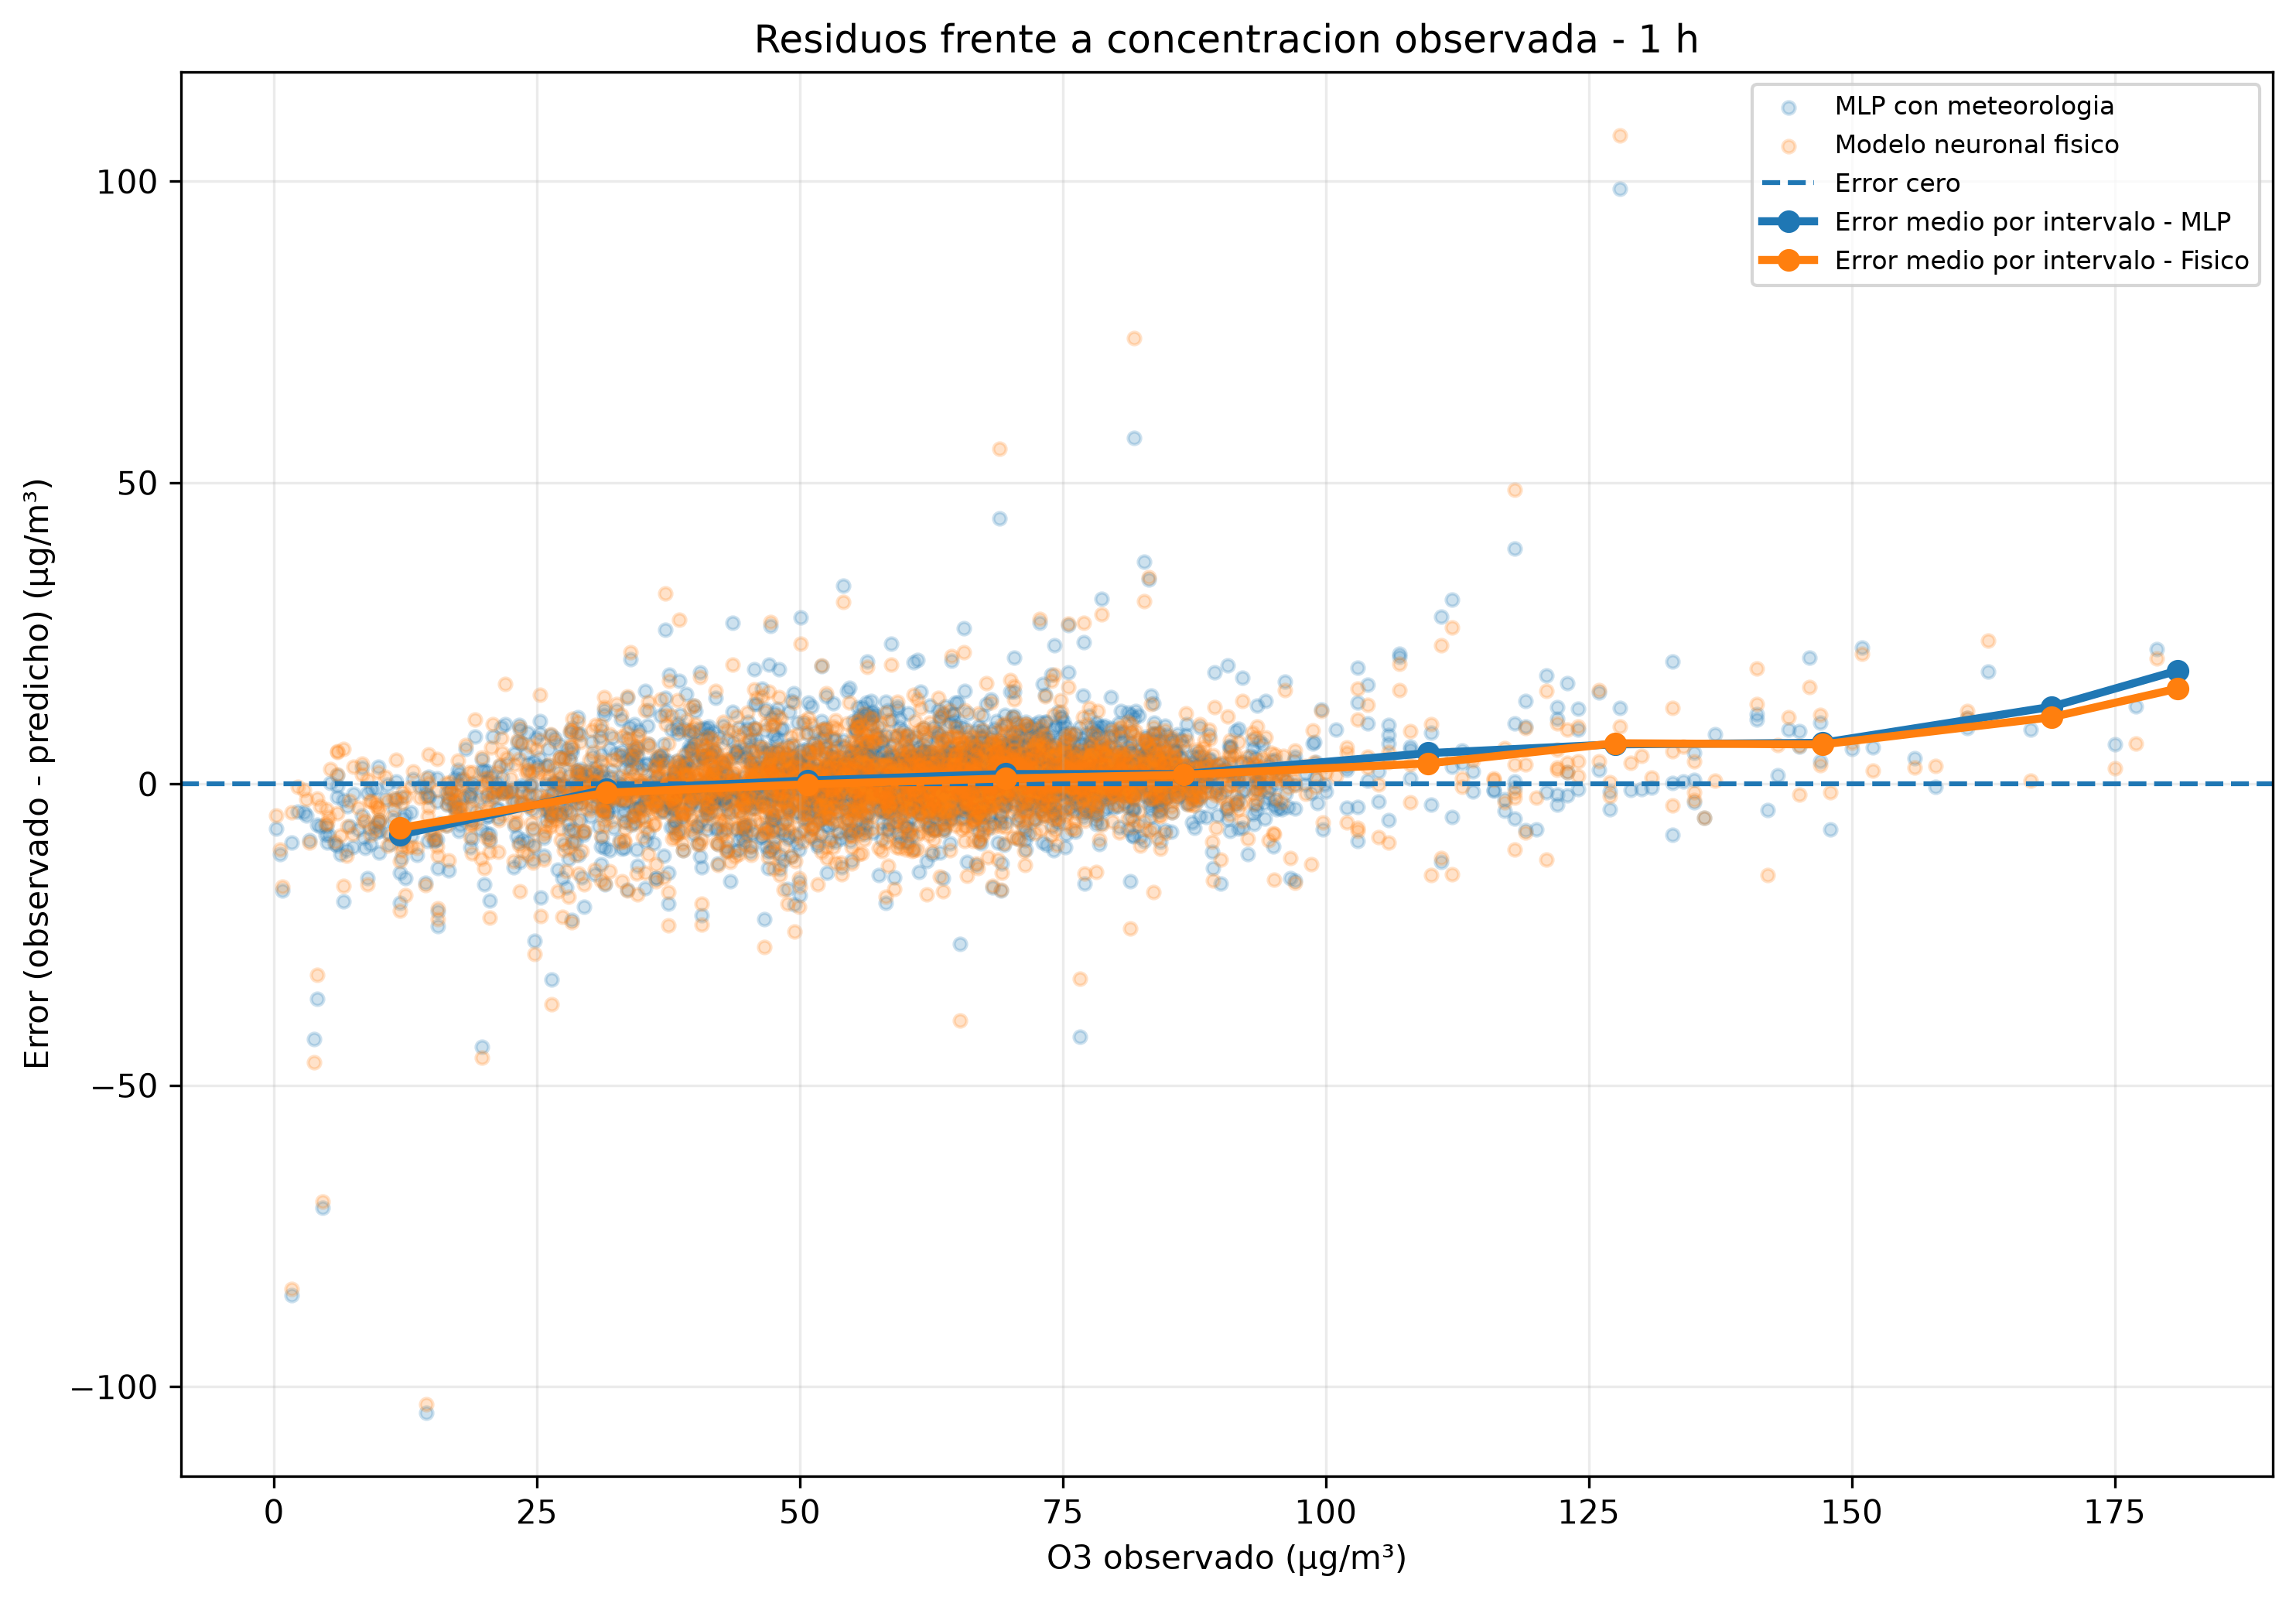 Residuos frente a concentracion observada - 1 h
MLP con meteorologia
Modelo neuronal fisico
Error cero
Error medio por intervalo - MLP
Error medio por intervalo - Fisico
Error (observado - predicho) (µg/m³)
100
50
0
−50
−100
0
25
50
75
100
125
150
175
O3 observado (µg/m³)